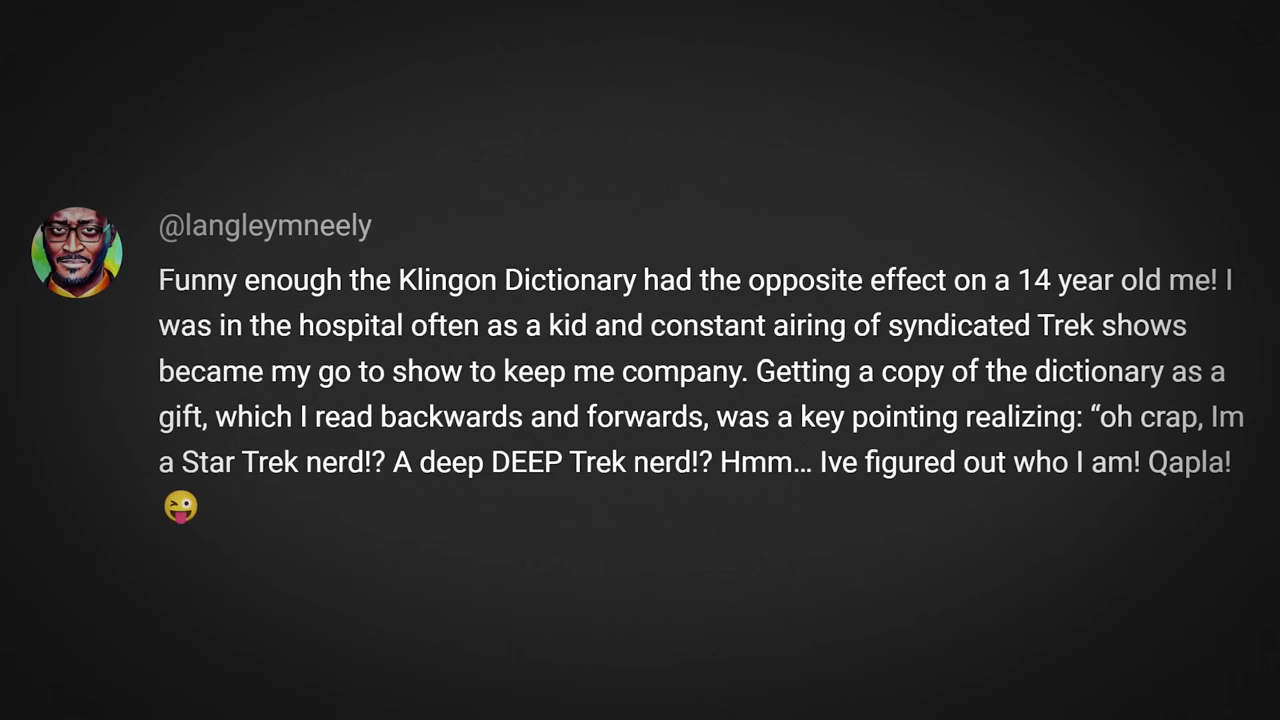 @langleymneely
Funny enough the Klingon Dictionary had the opposite effect on a 14 year old me! I
was in the hospital often as a kid and constant airing of syndicated Trek shows
became my go to show to keep me company. Getting a copy of the dictionary as a
gift, which I read backwards and forwards, was a key pointing realizing: “oh crap, Im
a Star Trek nerd!? A deep DEEP Trek nerd!? Hmm... Ive figured out who I am! Qapla!
😜